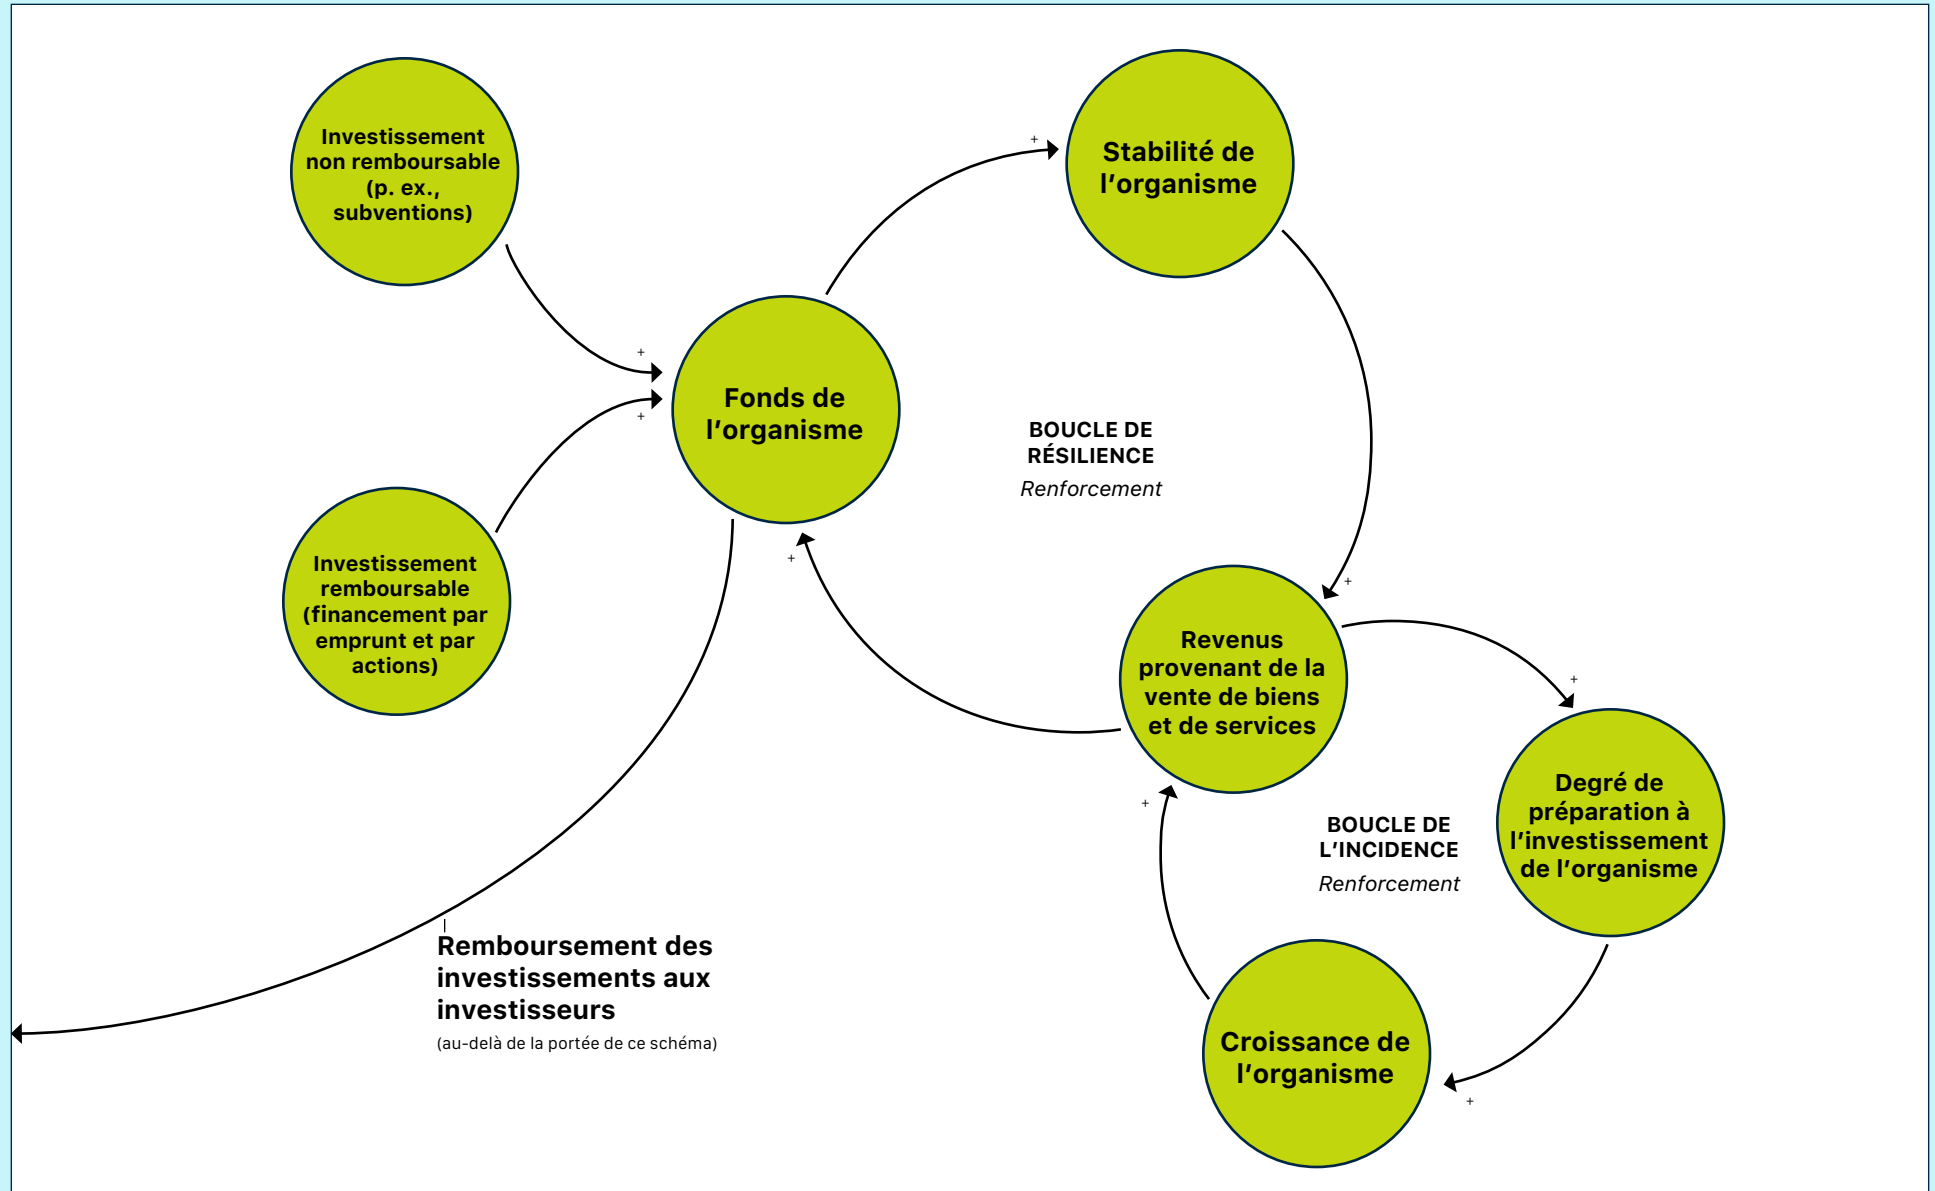 Investissement
non remboursable
(p. ex.,
subventions)
+
Stabilité de
l'organisme
+
+
Fonds de
l'organisme
BOUCLE DE
RÉSILIENCE
Renforcement
Investissement
remboursable
(financement par
emprunt et par
actions)
+
+
Revenus
provenant de la
vente de biens
et de services
+
+
Degré de
préparation à
l'investissement
de l'organisme
BOUCLE DE
L'INCIDENCE
Renforcement
Remboursement des
investissements aux
investisseurs
(au-delà de la portée de ce schéma)
Croissance de
l'organisme
+